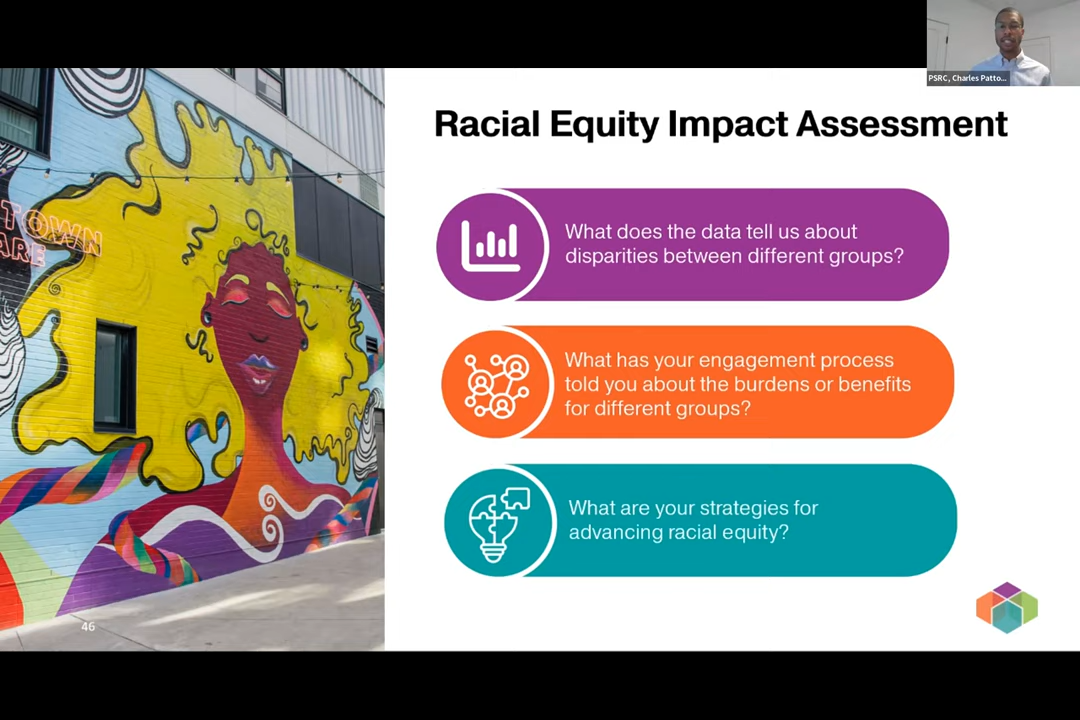 PSRC, Charles Patto...
Racial Equity Impact Assessment
TOWN
ARE
What does the data tell us about
disparities between different groups?
What has your engagement process
told you about the burdens or benefits
for different groups?
What are your strategies for
advancing racial equity?
46